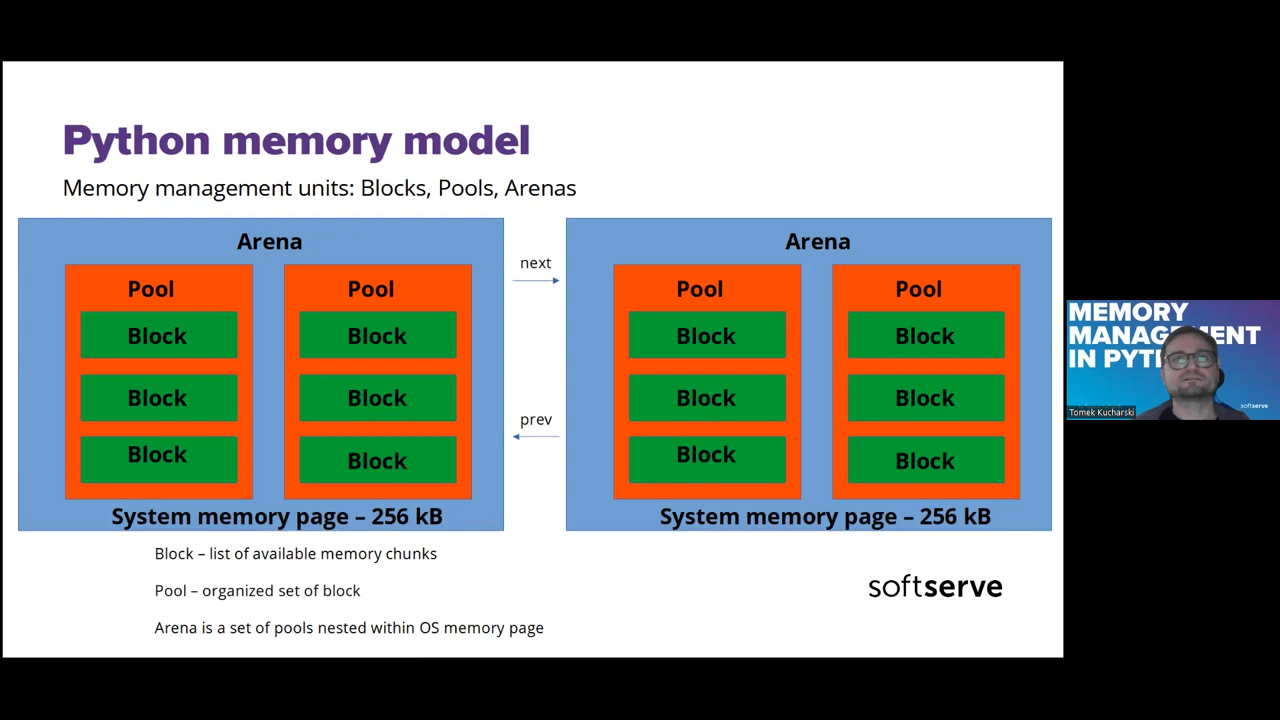 Python memory model
Memory management units: Blocks, Pools, Arenas
Arena
Pool
Block
Block
Block
Pool
Block
Block
Block
System memory page – 256 kB
next
prev
Arena
Pool
Block
Block
Block
Pool
Block
Block
Block
System memory page – 256 kB
Block – list of available memory chunks
Pool – organized set of block
Arena is a set of pools nested within OS memory page
softserve
MEMORY
MANAGEMENT
IN PYT
softserve
Tomek Kucharski